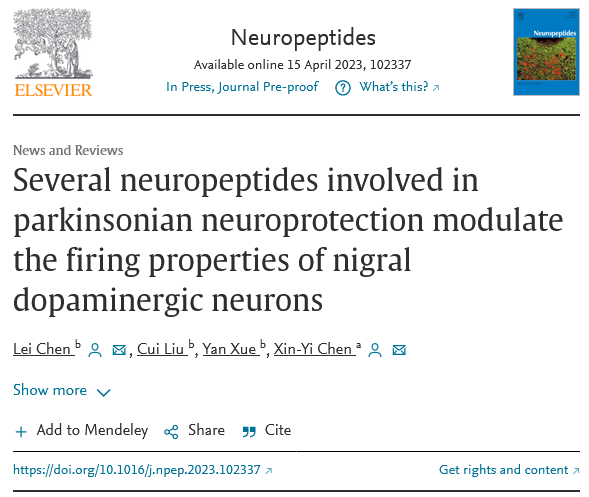 ELSEVIER
Neuropeptides
Available online 15 April 2023, 102337
In Press, Journal Pre-proof ? What's this? ↗
Neuropeptides
News and Reviews
Several neuropeptides involved in
parkinsonian neuroprotection modulate
the firing properties of nigral
dopaminergic neurons
Lei Chen b, Cui Liu b, Yan Xue b, Xin-Yi Chen a
Show more
+ Add to Mendeley Share Cite
https://doi.org/10.1016/j.npep.2023.102337 ↗ Get rights and content ↗